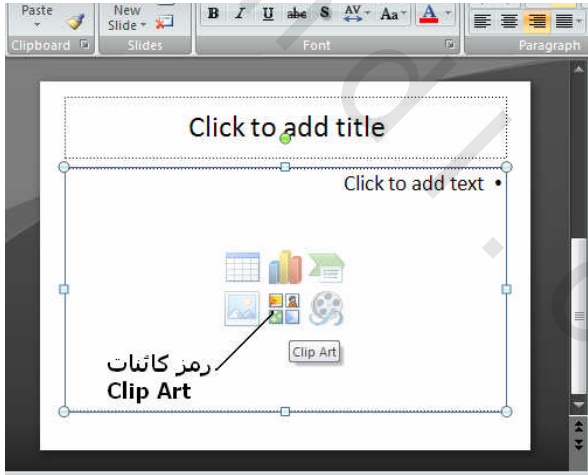 Paste
New
Slide
B I U abe S AV Aa A
Clipboard
Slides
Font
Paragraph
Click to add title
Click to add text •
Clip Art
رمز كائنات
Clip Art